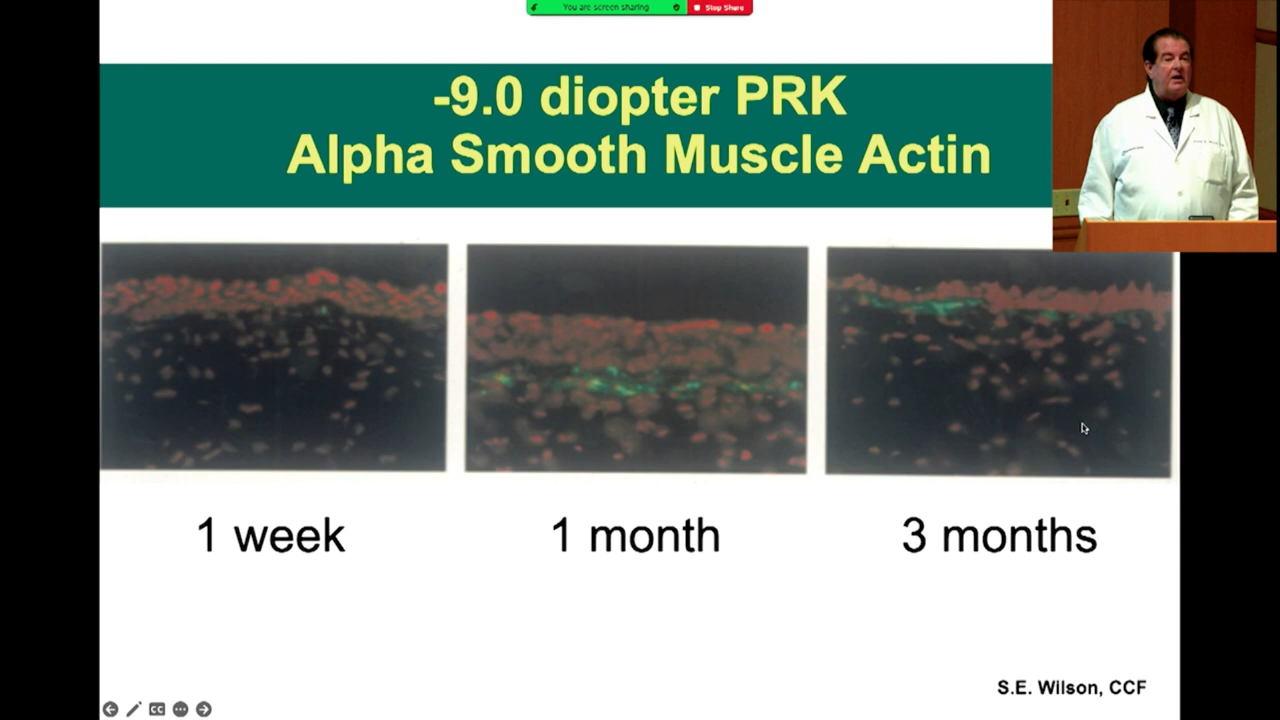 You are screen sharing
Stop Share
-9.0 diopter PRK
Alpha Smooth Muscle Actin
1 week
1 month
3 months
S.E. Wilson, CCF
CC